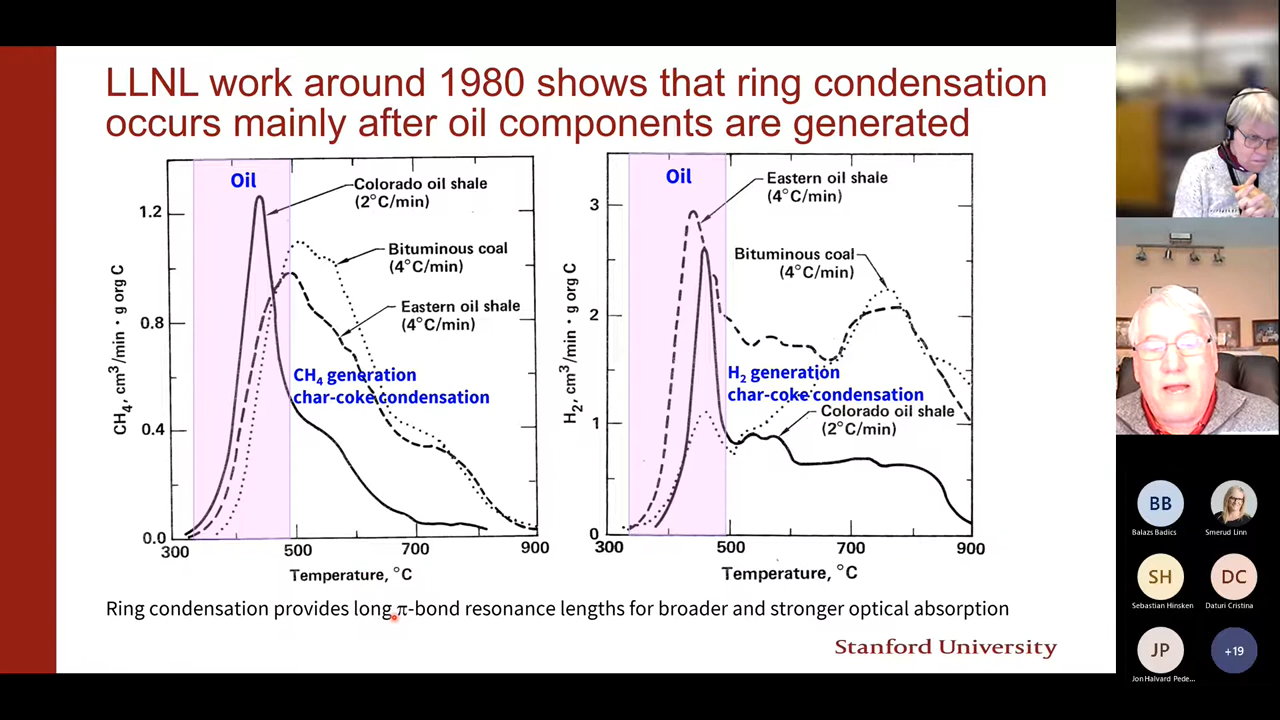 LLNL work around 1980 shows that ring condensation
occurs mainly after oil components are generated
Oil
Colorado oil shale
(2°C/min)
1.2
Bituminous coal
(4°C/min)
Eastern oil shale
(4°C/min)
0.8
CH4, cm³/min · g org C
CH₄ generation
char-coke condensation
0.4
0.0
300
500
700
900
Temperature, °C
Oil
Eastern oil shale
(4°C/min)
3
Bituminous coal
(4°C/min)
2
H2, cm³/min · g org C
H₂ generation
char-coke condensation
Colorado oil shale
(2°C/min)
1
0
300
500
700
900
Temperature, °C
Ring condensation provides long π-bond resonance lengths for broader and stronger optical absorption
Stanford University
BB
Balazs Badics
Smerud Linn
SH
Sebastian Hinsken
DC
Daturi Cristina
JP
Jon Halvard Pede...
+19